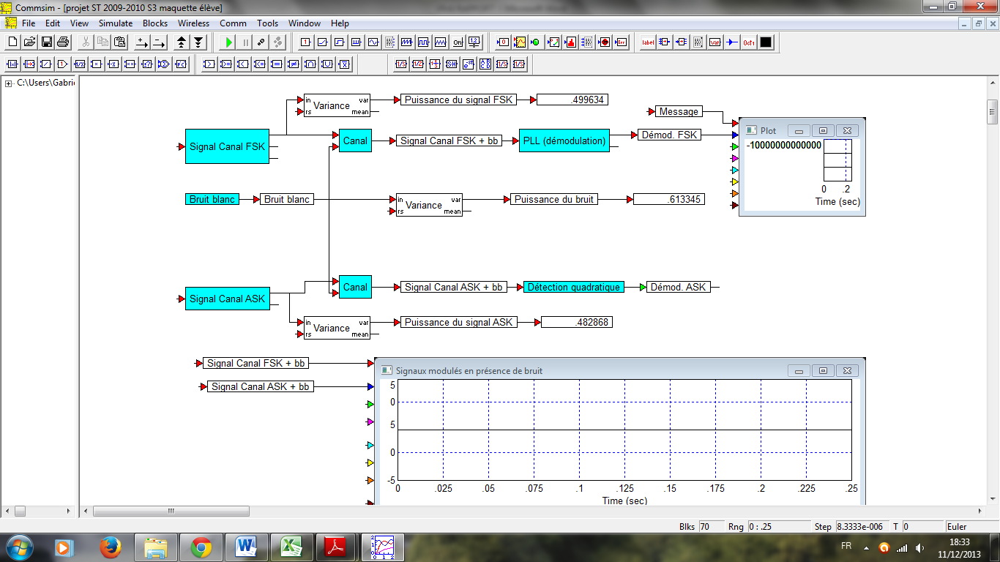 Commsim - [projet ST 2009-2010 S3 maquette élève]
File Edit View Simulate Blocks Wireless Comm Tools Window Help
C:\Users\Gabri
in var
Variance
rs mean
Puissance du signal FSK
.499634
Message
Signal Canal FSK
Canal
Signal Canal FSK + bb
PLL (démodulation)
Démod. FSK
Plot
-10000000000000
0 .2
Time (sec)
Bruit blanc
Bruit blanc
in var
Variance
rs mean
Puissance du bruit
.613345
Signal Canal ASK
Canal
Signal Canal ASK + bb
Détection quadratique
Démod. ASK
in var
Variance
rs mean
Puissance du signal ASK
.482868
Signal Canal FSK + bb
Signal Canal ASK + bb
Signaux modulés en présence de bruit
5
0
5
0
-5
0 .025 .05 .075 .1 .125 .15 .175 .2 .225 .25
Time (sec)
Blks 70 Rng 0 : .25 Step 8.3333e-006 T 0 Euler
FR
18:33
11/12/2013